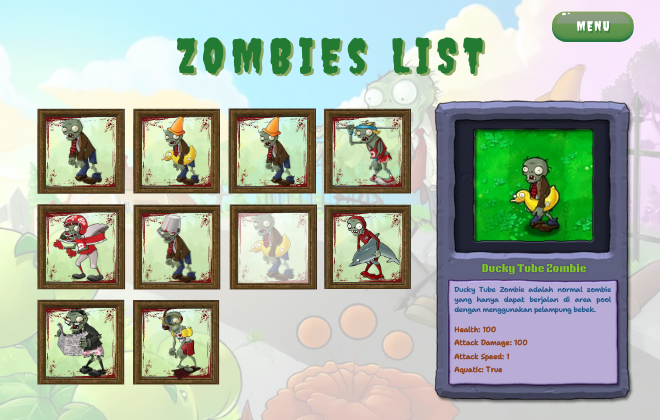 MENU
ZOMBIES LIST
Ducky Tube Zombie
Ducky Tube Zombie adalah normal zombie
yang hanya dapat berjalan di area pool
dengan menggunakan pelampung bebek.
Health: 100
Attack Damage: 100
Attack Speed: 1
Aquatic: True